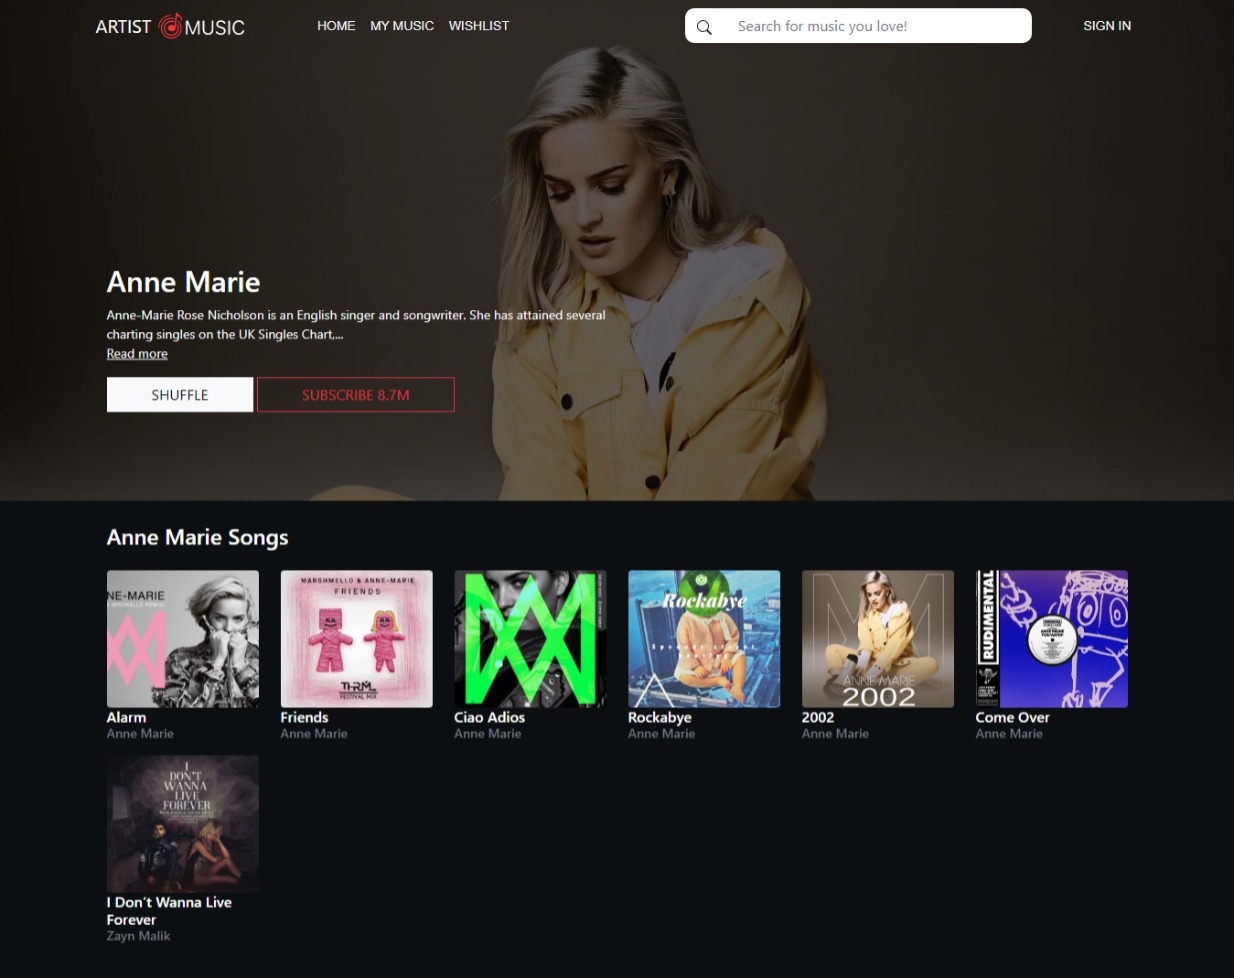 ARTIST MUSIC
HOME MY MUSIC WISHLIST
Search for music you love!
SIGN IN
Anne Marie
Anne-Marie Rose Nicholson is an English singer and songwriter. She has attained several
charting singles on the UK Singles Chart,...
Read more
SHUFFLE
SUBSCRIBE 8.7M
Anne Marie Songs
NE-MARIE
MARSHMELLO & ANNE-MARIE
FRIENDS
FESTIVAL MIX
Rockabye
ANNE-MARIE
2002
RUDIMENTAL
Alarm
Anne Marie
Friends
Anne Marie
Ciao Adios
Anne Marie
Rockabye
Anne Marie
2002
Anne Marie
Come Over
Anne Marie
I
DON'T
WANNA
LIVE
FOREVER
I Don’t Wanna Live
Forever
Zayn Malik